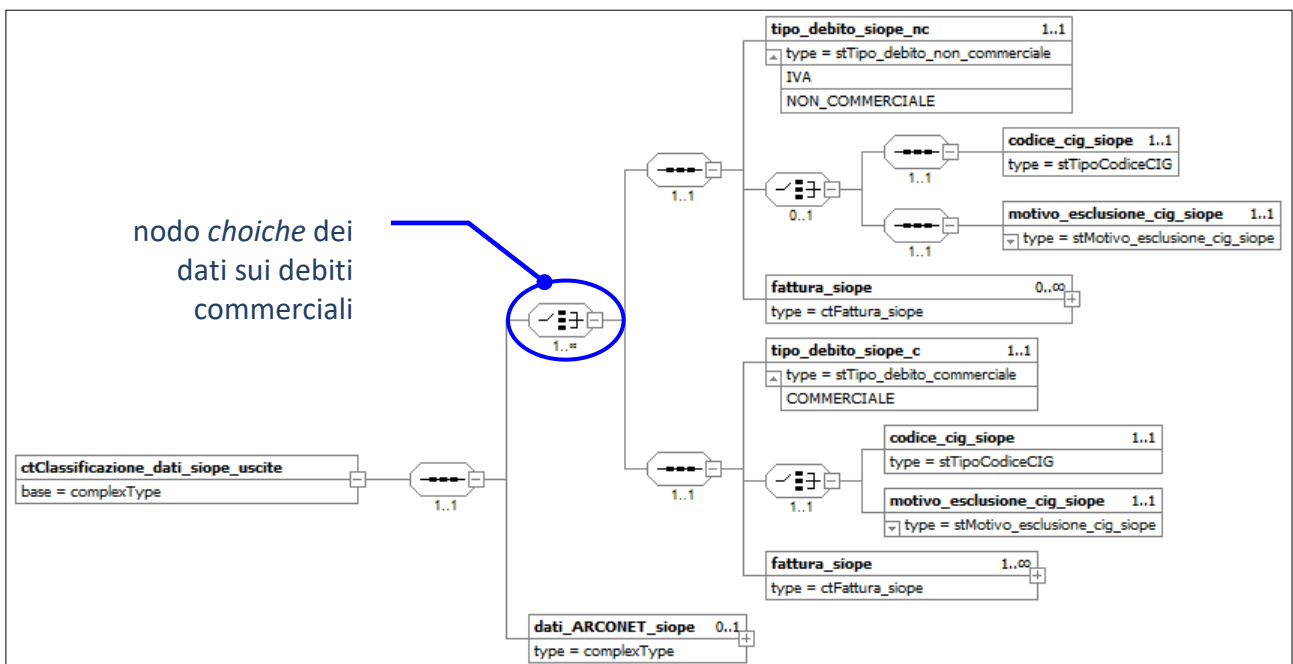 tipo_debito_siope_nc 1..1
type = stTipo_debito_non_commerciale
IVA
NON_COMMERCIALE
codice_cig_siope 1..1
type = stTipoCodiceCIG
1..1
1..1
0..1
motivo_esclusione_cig_siope 1..1
type = stMotivo_esclusione_cig_siope
1..1
nodo choiche dei
dati sui debiti
commerciali
fattura_siope 0..∞
type = ctFattura_siope
1..∞
tipo_debito_siope_c 1..1
type = stTipo_debito_commerciale
COMMERCIALE
codice_cig_siope 1..1
type = stTipoCodiceCIG
ctClassificazione_dati_siope_uscite
base = complexType
1..1
1..1
1..1
motivo_esclusione_cig_siope 1..1
type = stMotivo_esclusione_cig_siope
fattura_siope 1..∞
type = ctFattura_siope
dati_ARCONET_siope 0..1
type = complexType